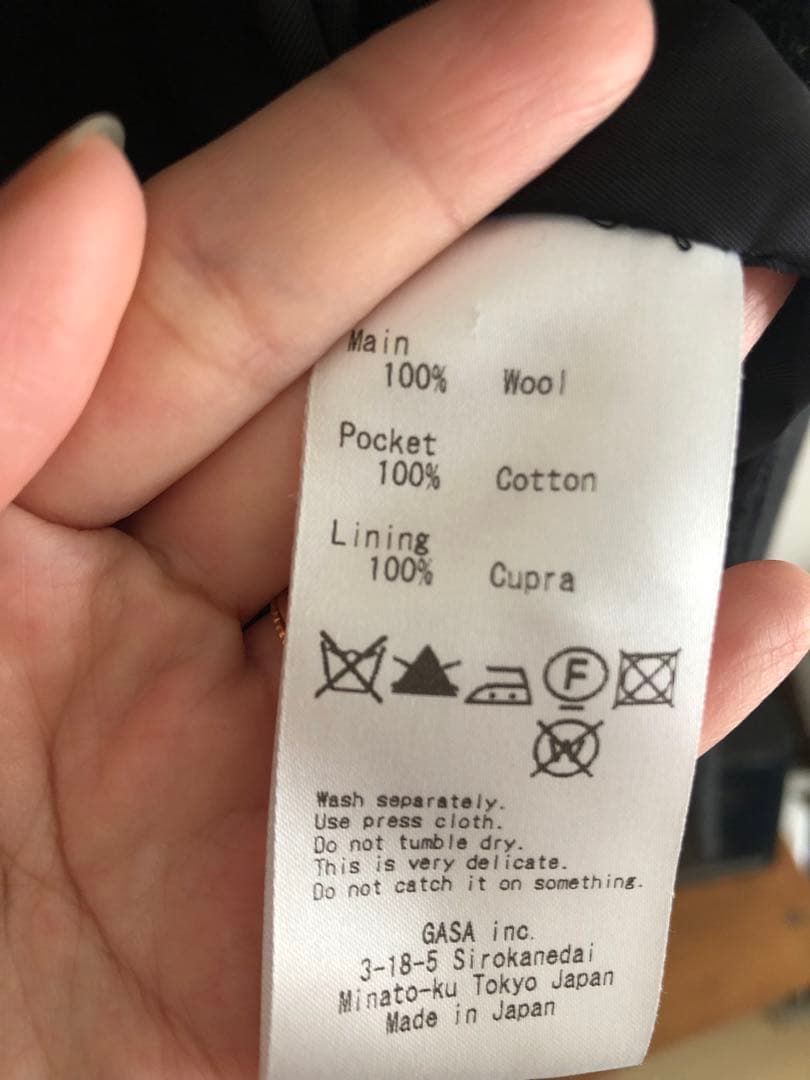 Main
100% Wool
Pocket
100% Cotton
Lining
100% Cupra
F
W
Wash separately.
Use press cloth.
Do not tumble dry.
This is very delicate.
Do not catch it on something.
GASA inc.
3-18-5 Sirokanedai
Minato-ku Tokyo Japan
Made in Japan